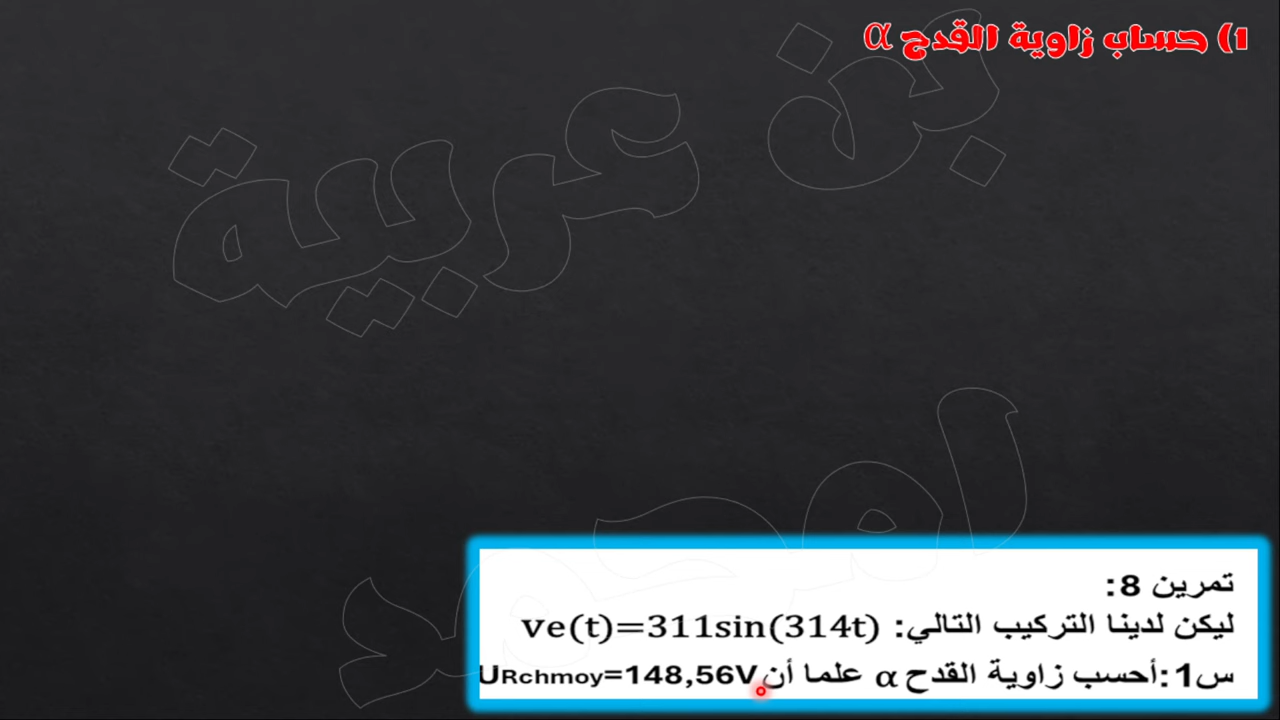 1) حساب زاوية القدح α
بن عربية
امحمد
تمرين 8:
ليكن لدينا التركيب التالي: ve(t)=311sin(314t)
س1:أحسب زاوية القدح α علما أن URchmoy=148,56V